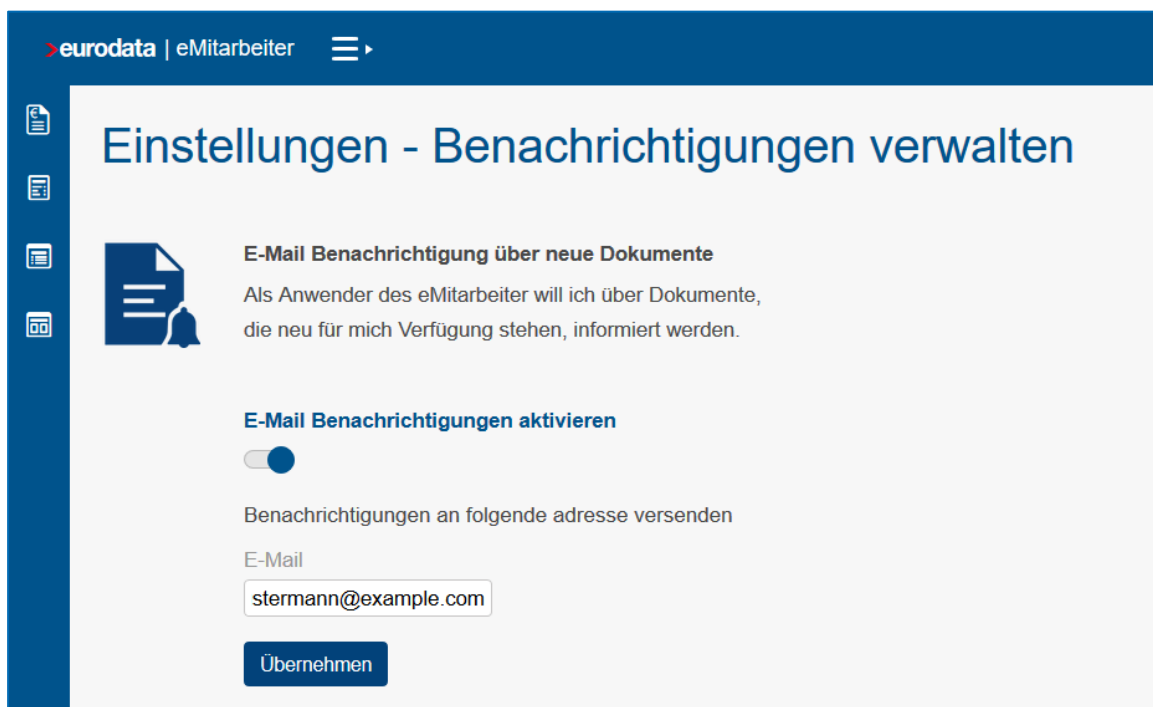 >eurodata | eMitarbeiter
Einstellungen - Benachrichtigungen verwalten
E-Mail Benachrichtigung über neue Dokumente
Als Anwender des eMitarbeiter will ich über Dokumente,
die neu für mich Verfügung stehen, informiert werden.
E-Mail Benachrichtigungen aktivieren
Benachrichtigungen an folgende adresse versenden
E-Mail
stermann@example.com
Übernehmen